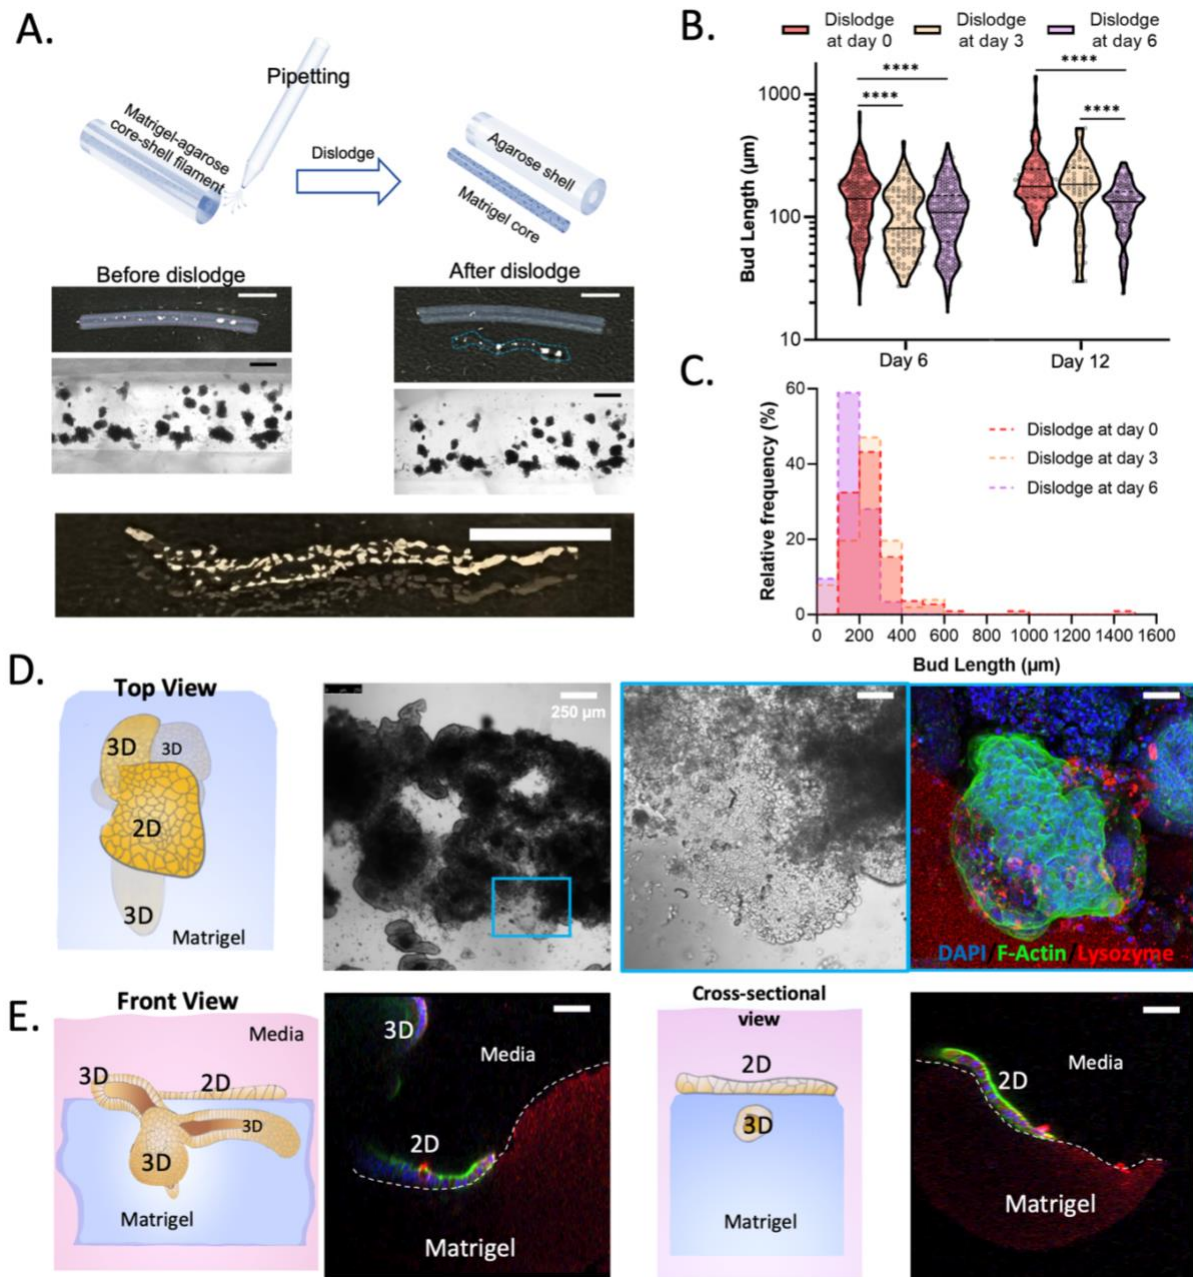 A.
Pipetting
Matrigel-agarose
core-shell filament
Dislodge
Agarose shell
Matrigel core
Before dislodge
After dislodge
B.
Dislodge
at day 0
Dislodge
at day 3
Dislodge
at day 6
Bud Length (µm)
1000
100
10
****
****
****
****
Day 6
Day 12
C.
Relative frequency (%)
60
40
20
0
0 200 400 600 800 1000 1200 1400 1600
Bud Length (µm)
Dislodge at day 0
Dislodge at day 3
Dislodge at day 6
D.
Top View
3D
3D
2D
3D
Matrigel
250 µm
DAPI/F-Actin/Lysozyme
E.
Front View
Media
3D
2D
3D
3D
Matrigel
3D
Media
2D
Matrigel
Cross-sectional
view
2D
3D
Matrigel
Media
2D
Matrigel